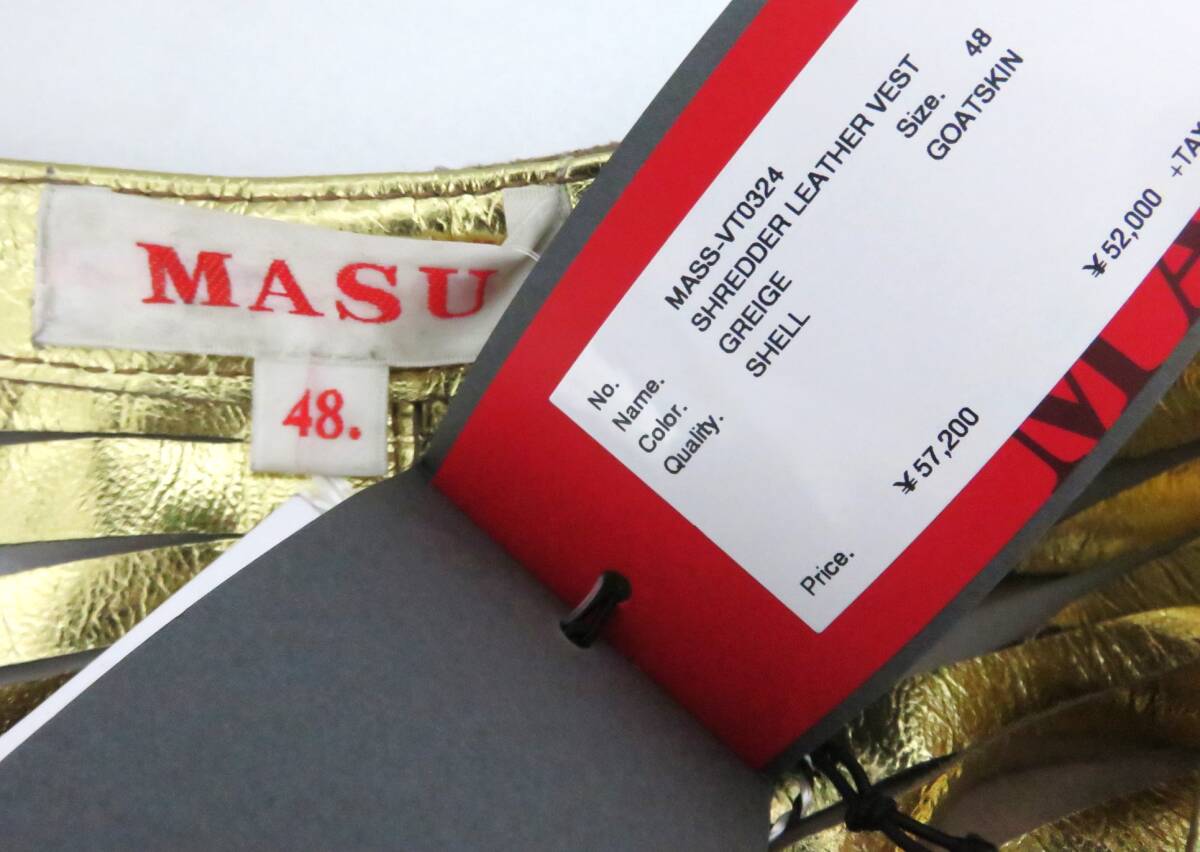 MASU
48.
No. MASS-VT0324
Name. SHREDDER LEATHER VEST
Color. GREIGE Size. 48
Quality. SHELL GOATSKIN
Price. ¥57,200 ¥52,000 +TAX